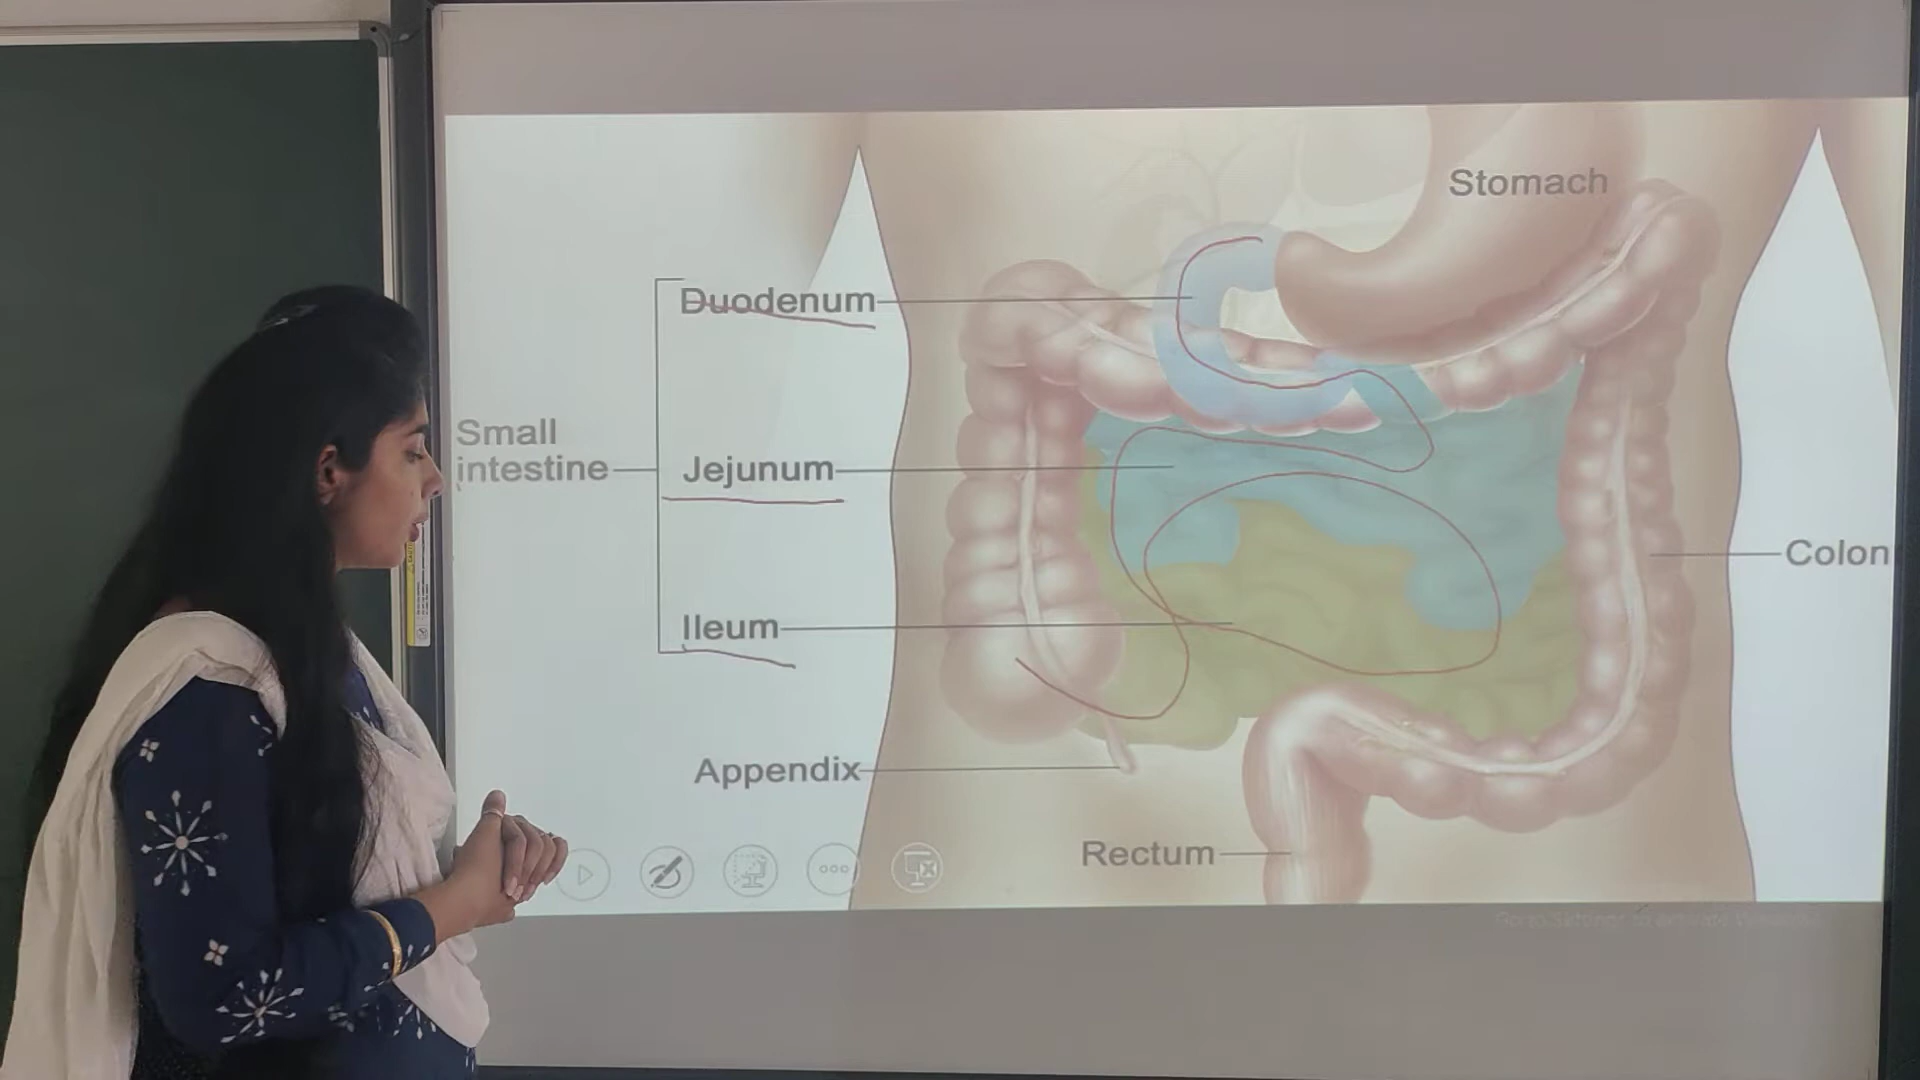 Stomach
Duodenum
Small
intestine
Jejunum
Colon
Ileum
Appendix
Rectum